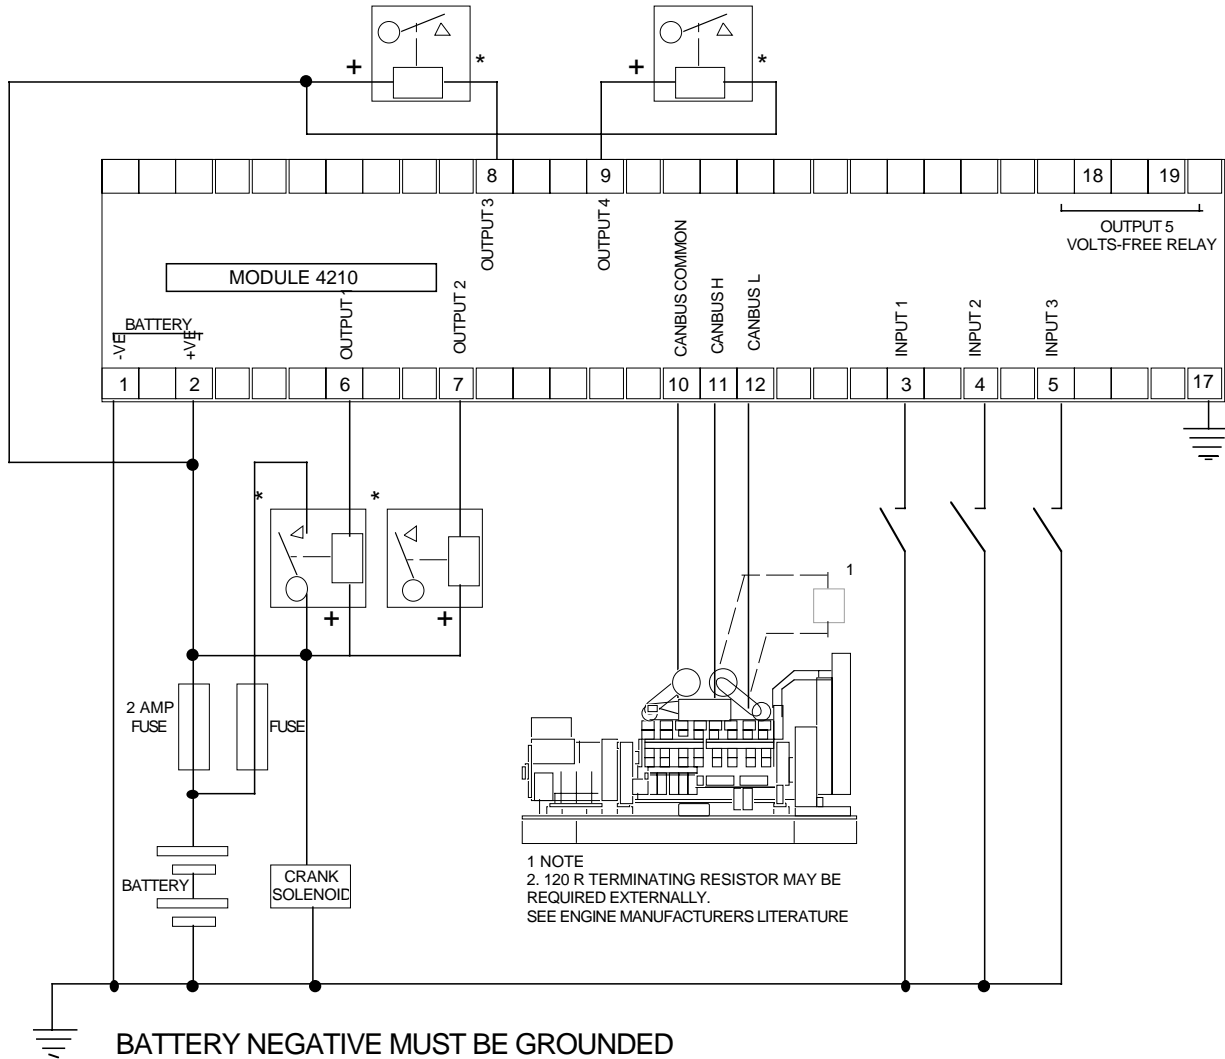 + *
+ *
8 9 18 19
OUTPUT 3
OUTPUT 4
OUTPUT 5
VOLTS-FREE RELAY
MODULE 4210
BATTERY
-VE
+VE
OUTPUT 1
OUTPUT 2
CANBUS COMMON
CANBUS H
CANBUS L
INPUT 1
INPUT 2
INPUT 3
1 2 6 7 10 11 12 3 4 5 17
* *
+ +
1
2 AMP
FUSE
FUSE
BATTERY
CRANK
SOLENOID
1 NOTE
2. 120 R TERMINATING RESISTOR MAY BE
REQUIRED EXTERNALLY.
SEE ENGINE MANUFACTURERS LITERATURE
BATTERY NEGATIVE MUST BE GROUNDED